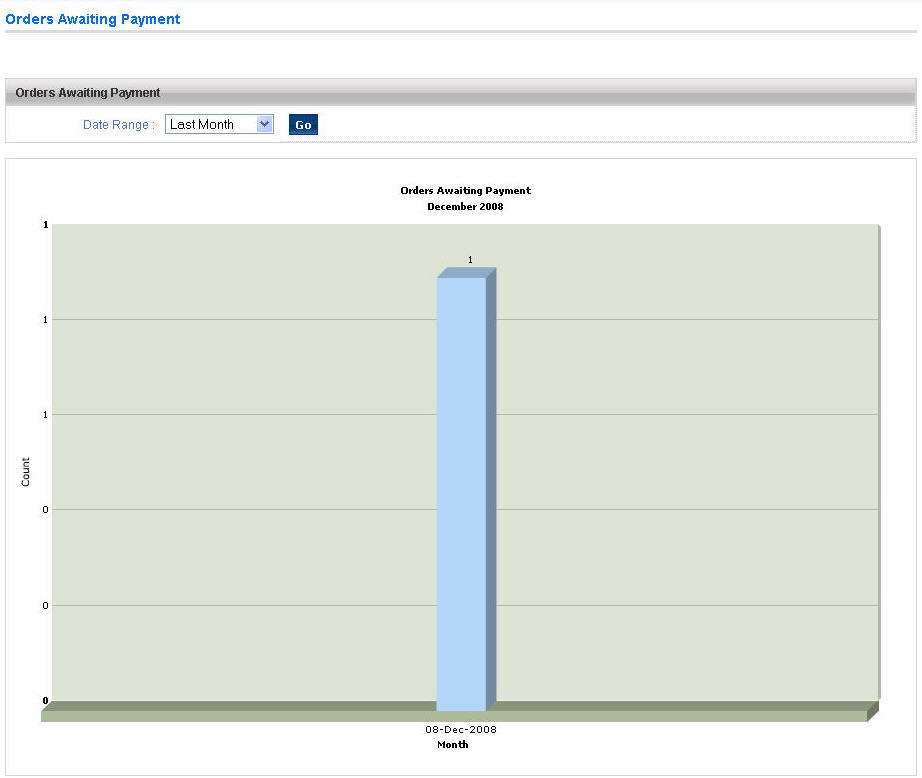 Orders Awaiting Payment
Orders Awaiting Payment
Date Range : Last Month Go
Orders Awaiting Payment
December 2008
1
1
1
1
0
0
0
Count
08-Dec-2008
Month